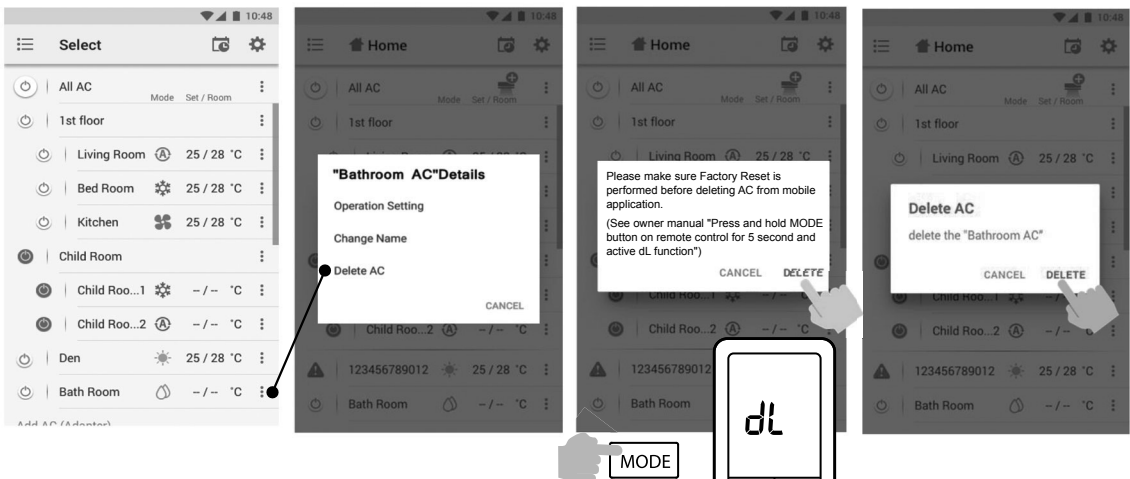 10:48
Select
All AC
Mode Set / Room
1st floor
Living Room A 25 / 28 °C
Bed Room 25 / 28 °C
Kitchen 25 / 28 °C
Child Room
Child Roo...1 -- / -- °C
Child Roo...2 A -- / -- °C
Den 25 / 28 °C
Bath Room -- / -- °C
10:48
Home
All AC
Mode Set / Room
1st floor
"Bathroom AC"Details
Operation Setting
Change Name
Delete AC
CANCEL
Child Roo...2 A -- / -- °C
123456789012 25 / 28 °C
Bath Room -- / -- °C
10:48
Home
All AC
Mode Set / Room
1st floor
Living Room A 25 / 28 °C
Please make sure Factory Reset is
performed before deleting AC from mobile
application.
(See owner manual "Press and hold MODE
button on remote control for 5 second and
active dL function")
CANCEL DELETE
Child Roo...1
Child Roo...2 A -- / -- °C
123456789012
Bath Room
dL
MODE
10:48
Home
All AC
Mode Set / Room
1st floor
Living Room A 25 / 28 °C
Delete AC
delete the "Bathroom AC"
CANCEL DELETE
Child Roo...1
Child Roo...2 A -- / -- °C
123456789012 25 / 28 °C
Bath Room -- / -- °C